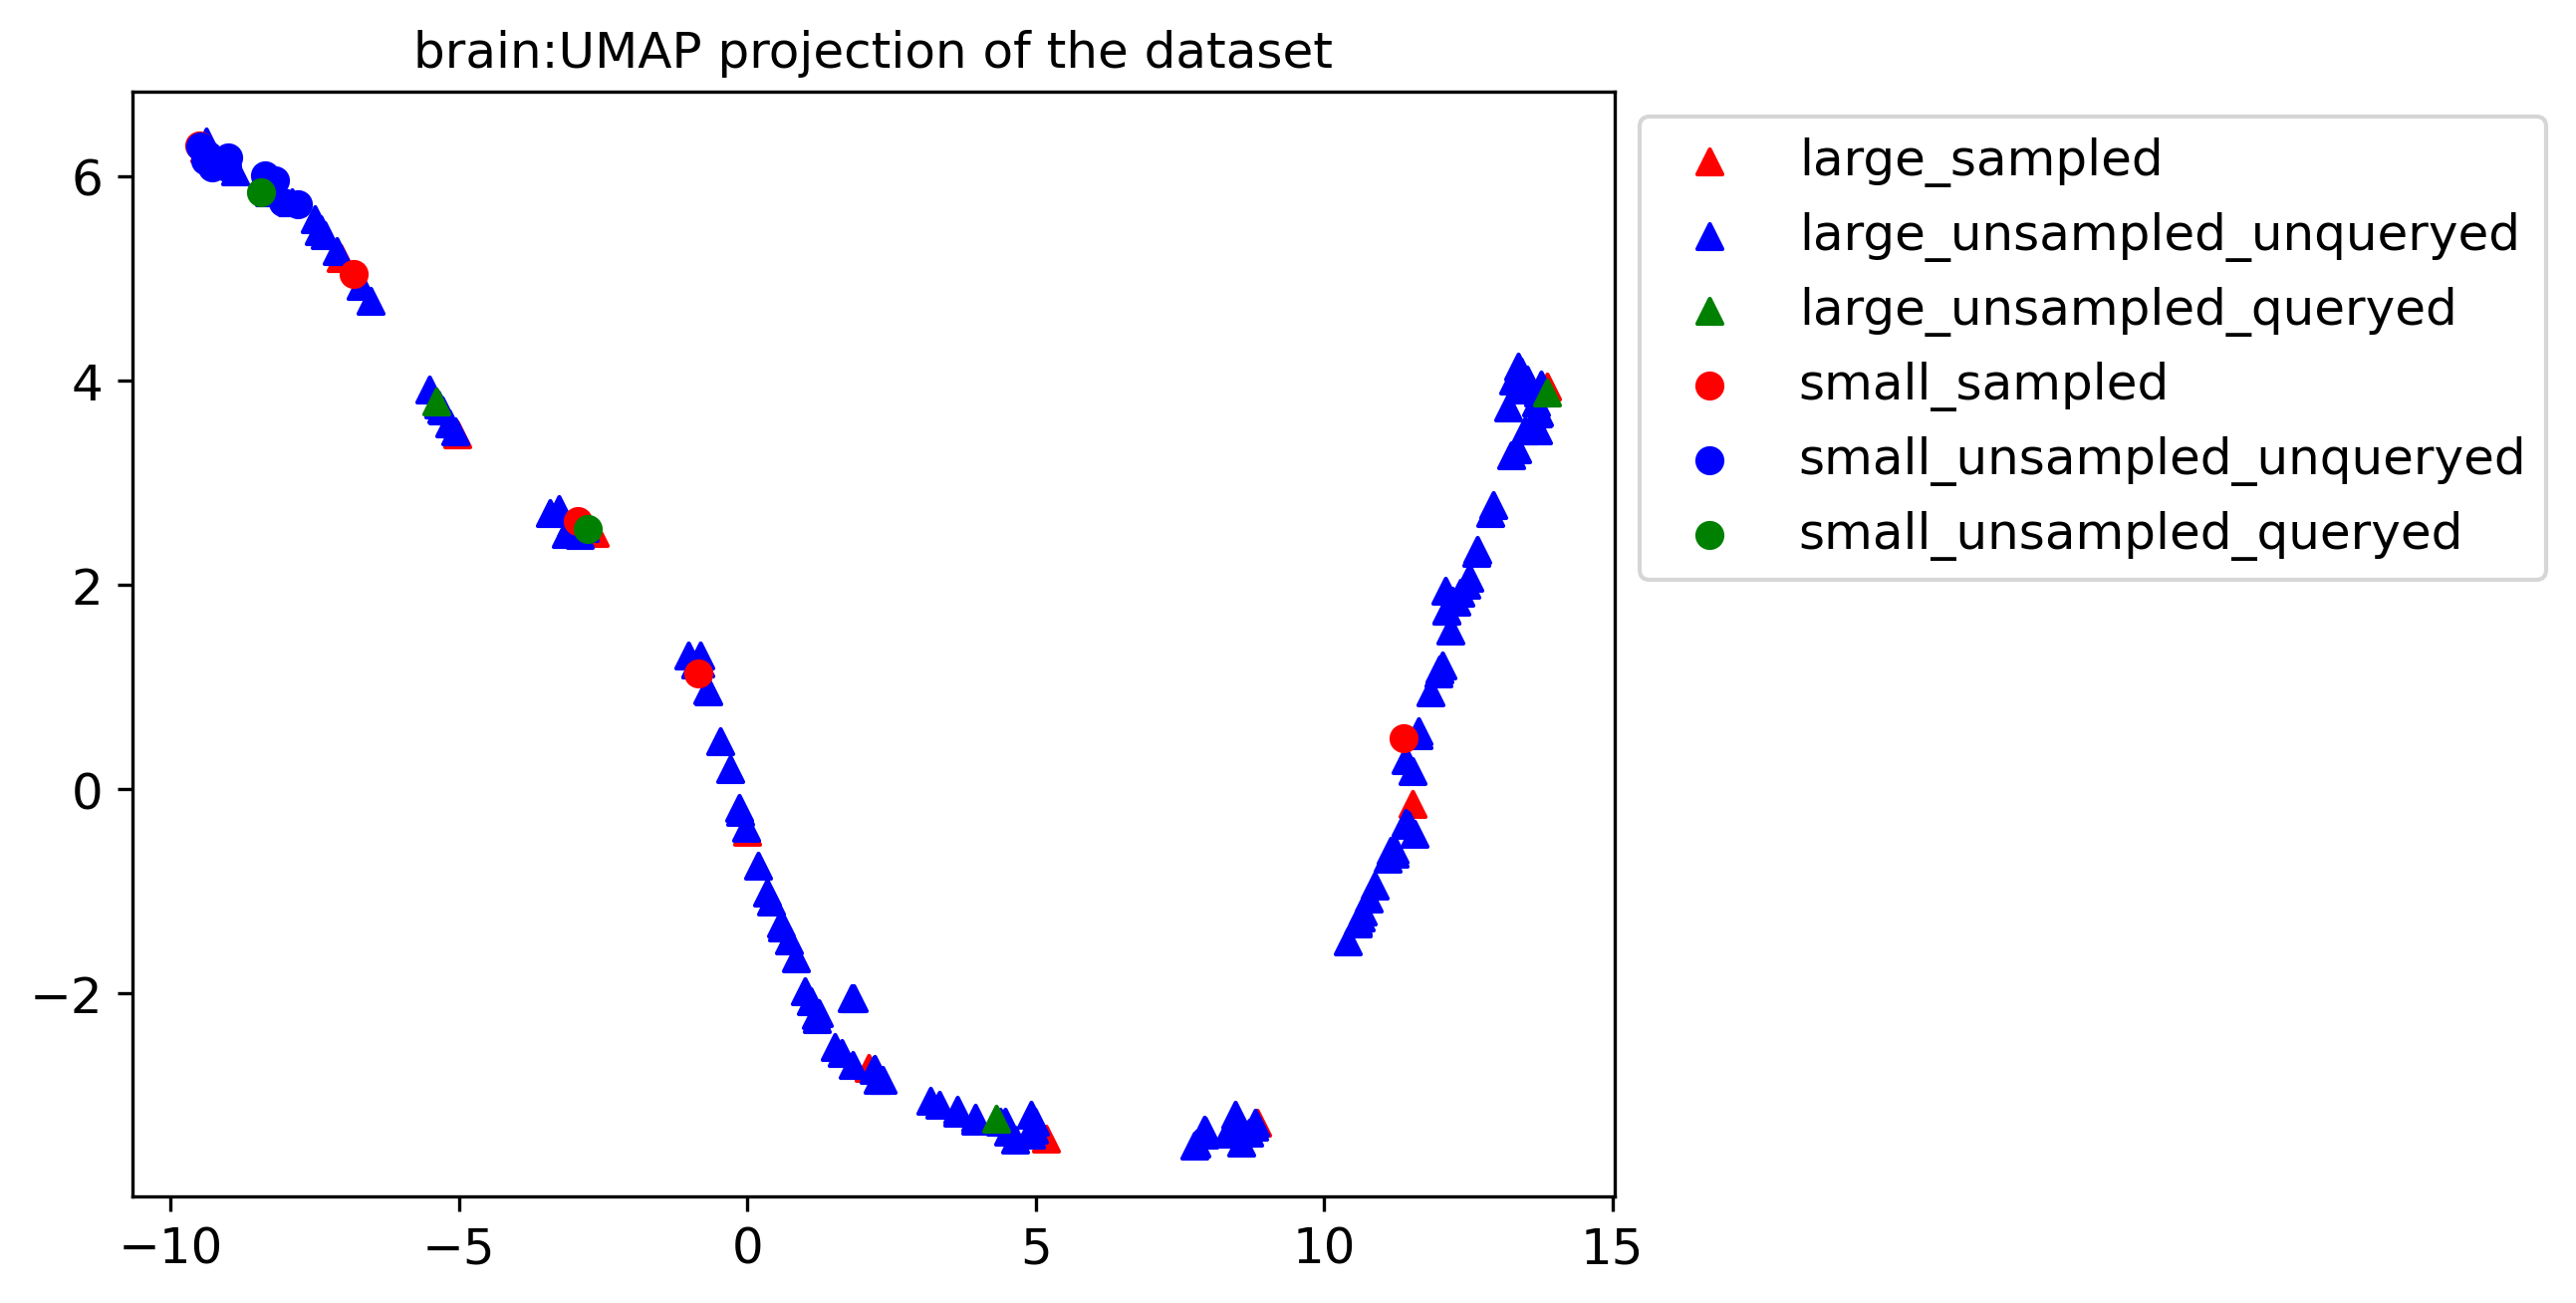 brain:UMAP projection of the dataset
6
4
2
0
−2
−10
−5
0
5
10
15
large_sampled
large_unsampled_unqueryed
large_unsampled_queryed
small_sampled
small_unsampled_unqueryed
small_unsampled_queryed